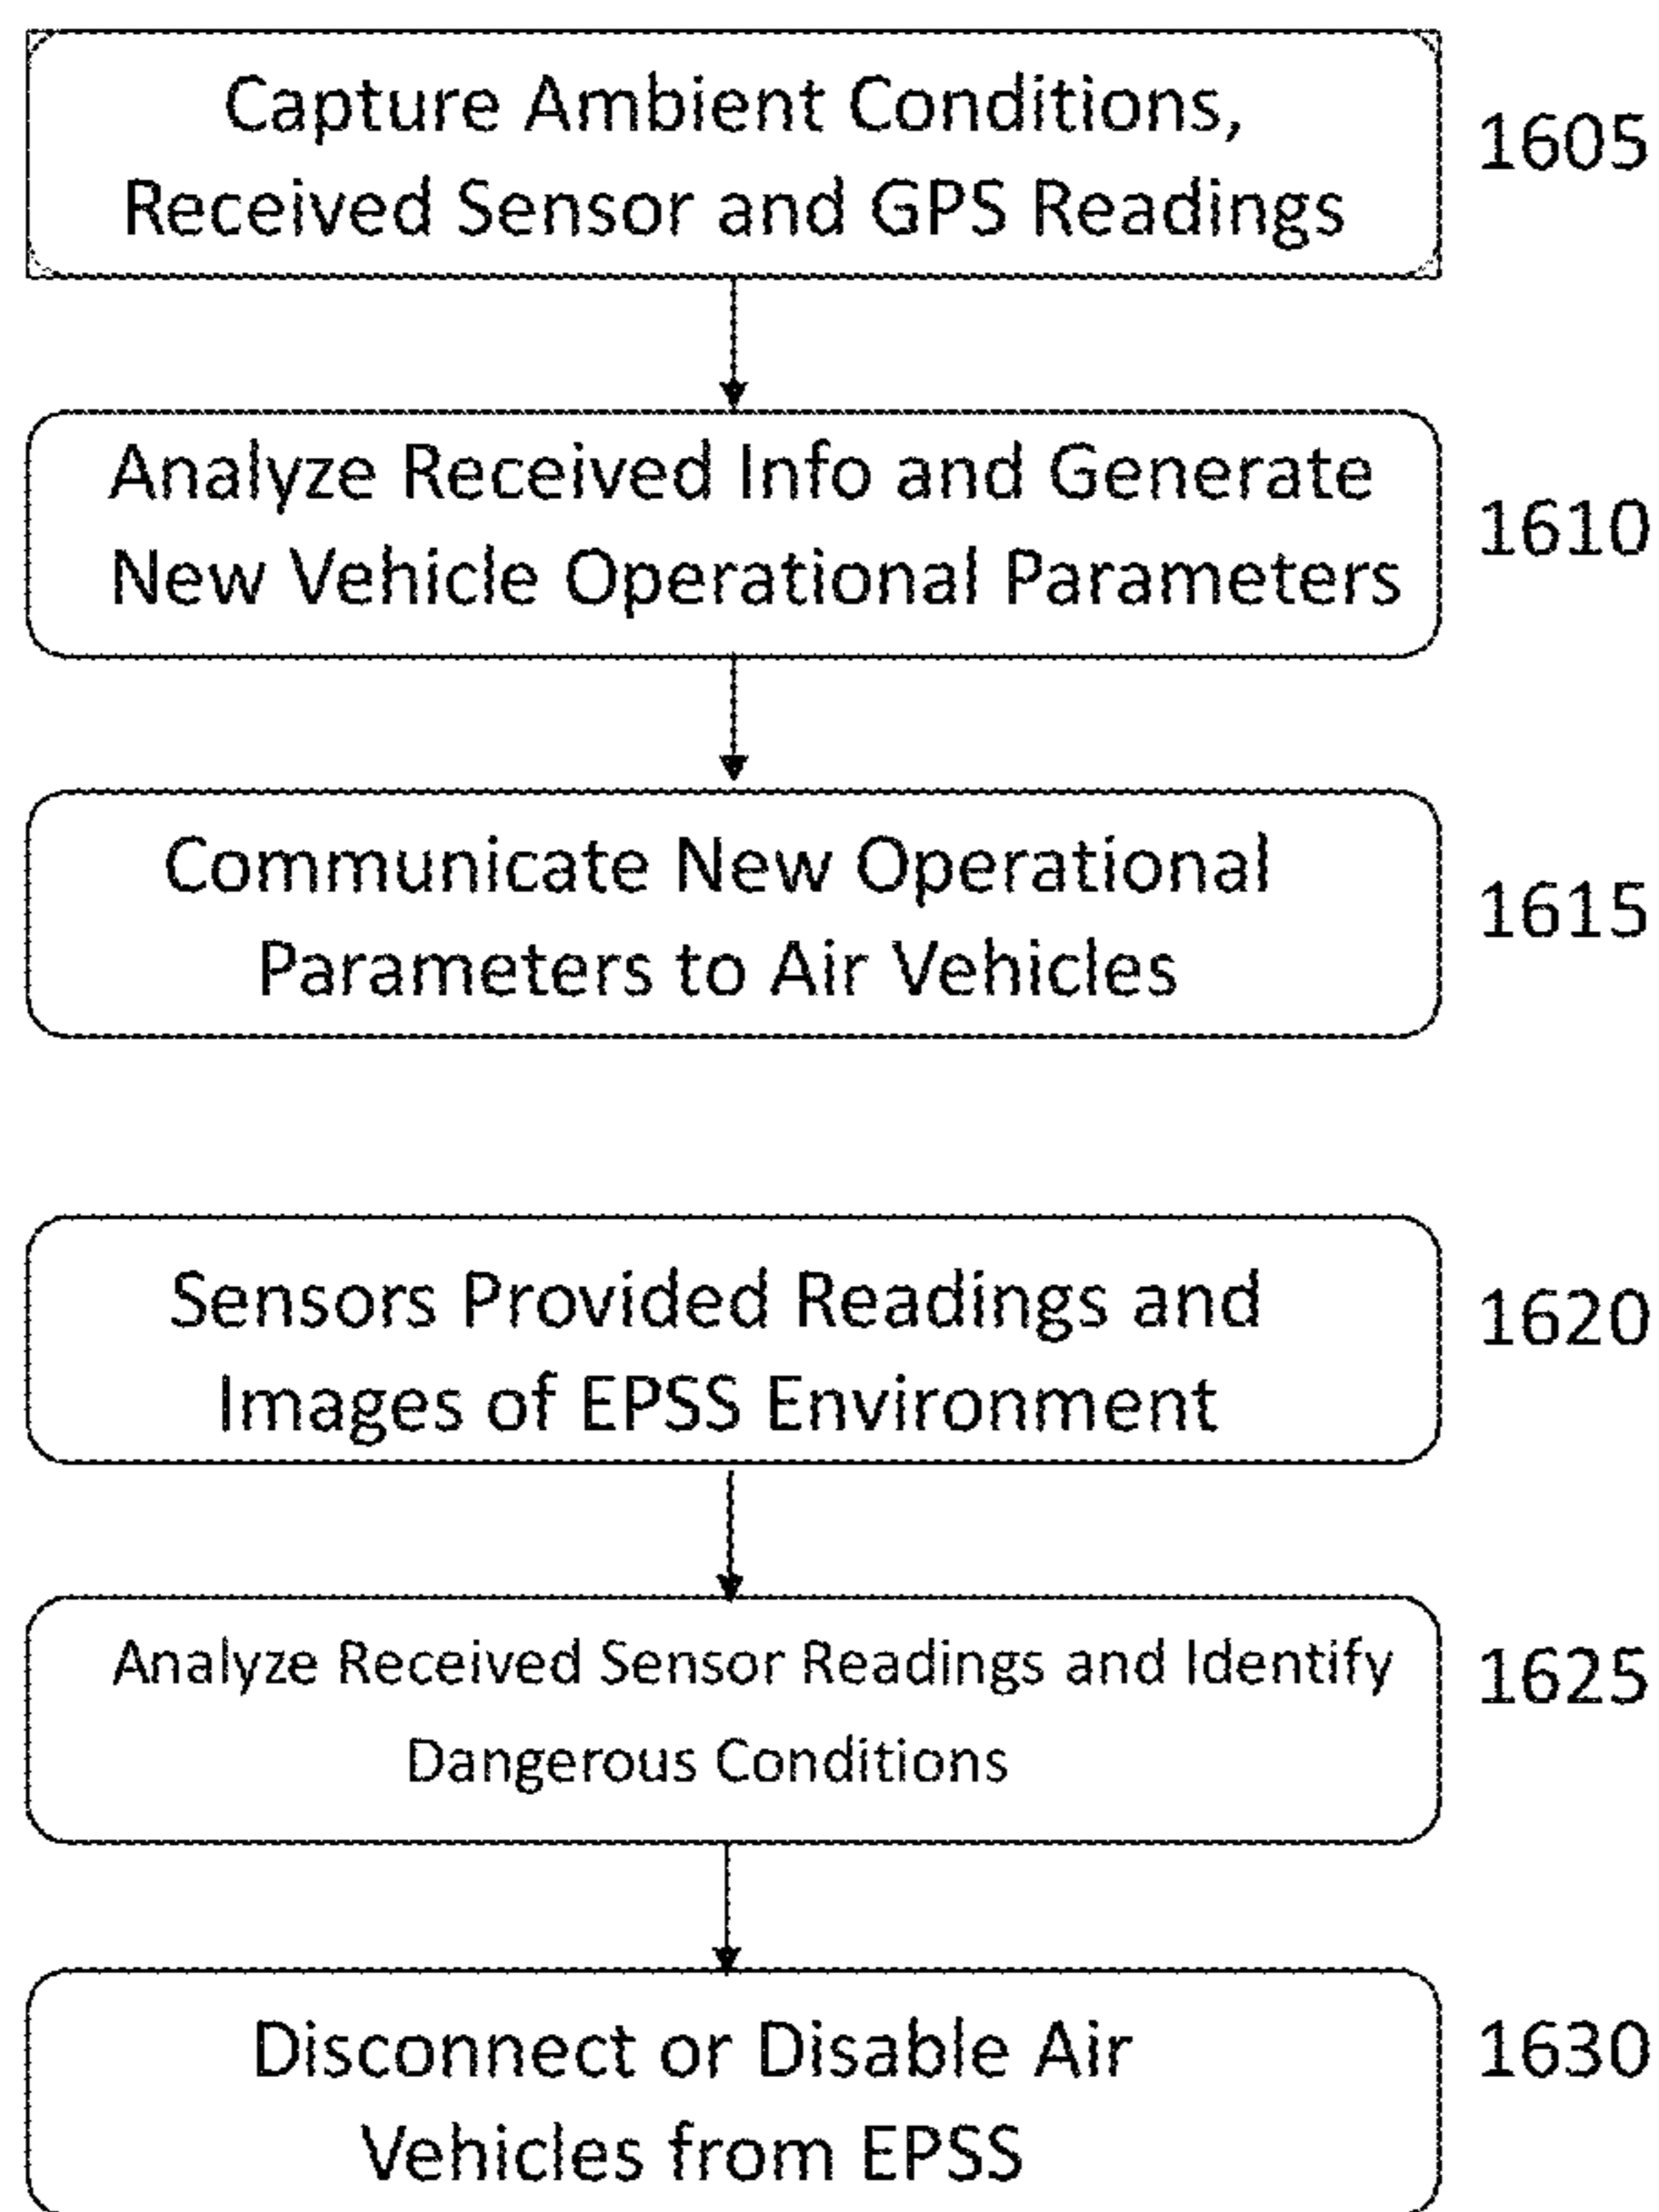 Capture Ambient Conditions,
Received Sensor and GPS Readings
1605
Analyze Received Info and Generate
New Vehicle Operational Parameters
1610
Communicate New Operational
Parameters to Air Vehicles
1615
Sensors Provided Readings and
Images of EPSS Environment
1620
Analyze Received Sensor Readings and Identify
Dangerous Conditions
1625
Disconnect or Disable Air
Vehicles from EPSS
1630